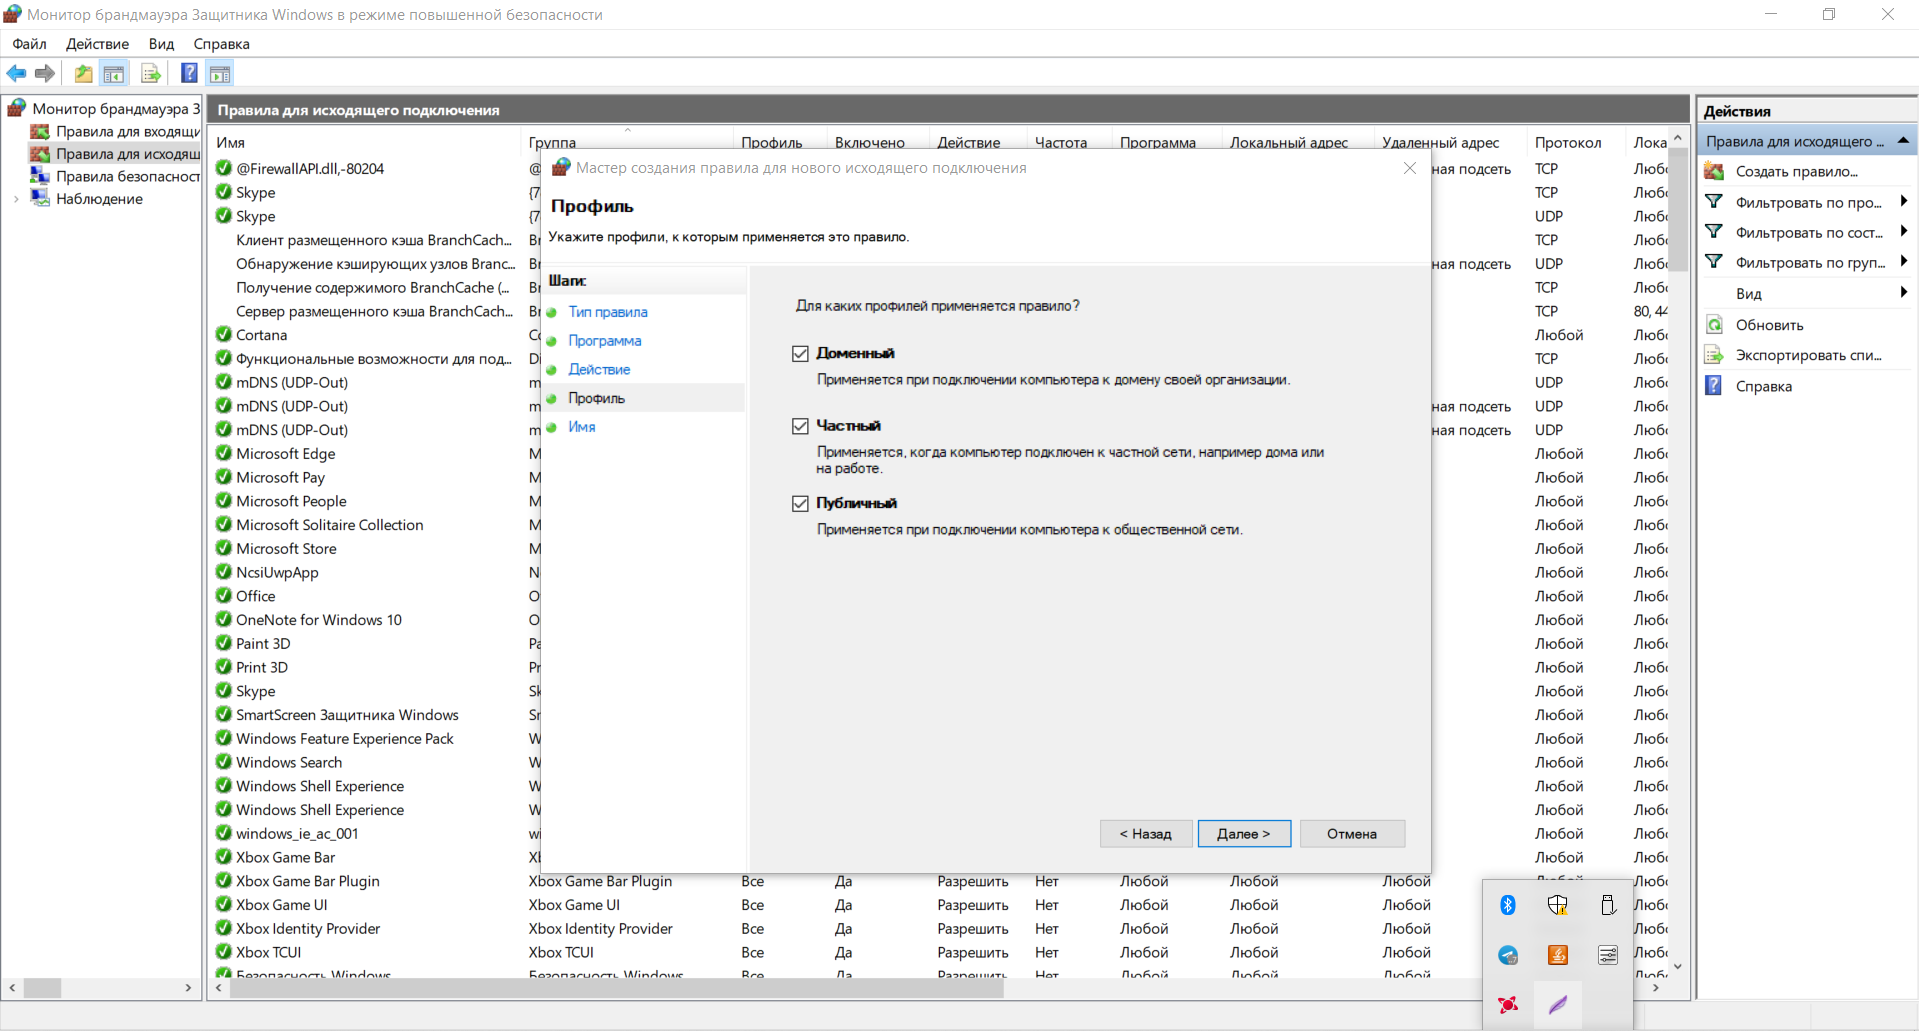 Монитор брандмауэра Защитника Windows в режиме повышенной безопасности
Файл Действие Вид Справка
Монитор брандмауэра З
Правила для входящи
Правила для исходящ
Правила безопасност
Наблюдение
Правила для исходящего подключения
Имя Группа Профиль Включено Действие Частота Программа Локальный адрес Удаленный адрес Протокол Лока
@FirewallAPI.dll,-80204 @ ная подсеть TCP Любо
Skype {7 TCP Любо
Skype {7 UDP Любо
Клиент размещенного кэша BranchCach... Br TCP Любо
Обнаружение кэширующих узлов Branc... Br ная подсеть UDP Любо
Получение содержимого BranchCache (... Br TCP Любо
Сервер размещенного кэша BranchCach... Br TCP 80, 44
Cortana Co Любой Любо
Функциональные возможности для под... Di TCP Любо
mDNS (UDP-Out) m UDP Любо
mDNS (UDP-Out) m ная подсеть UDP Любо
mDNS (UDP-Out) m ная подсеть UDP Любо
Microsoft Edge M Любой Любо
Microsoft Pay M Любой Любо
Microsoft People M Любой Любо
Microsoft Solitaire Collection M Любой Любо
Microsoft Store M Любой Любо
NcsiUwpApp N Любой Любо
Office O Любой Любо
OneNote for Windows 10 O Любой Любо
Paint 3D Pa Любой Любо
Print 3D Pr Любой Любо
Skype Sk Любой Любо
SmartScreen Защитника Windows Sr Любой Любо
Windows Feature Experience Pack W Любой Любо
Windows Search W Любой Любо
Windows Shell Experience W Любой Любо
Windows Shell Experience W Любой Любо
windows_ie_ac_001 wi Любой Любо
Xbox Game Bar Xb Любой Любо
Xbox Game Bar Plugin Xbox Game Bar Plugin Все Да Разрешить Нет Любой Любой Любой Любой Любо
Xbox Game UI Xbox Game UI Все Да Разрешить Нет Любой Любой Любой Любо
Xbox Identity Provider Xbox Identity Provider Все Да Разрешить Нет Любой Любой Любой Любо
Xbox TCUI Xbox TCUI Все Да Разрешить Нет Любой Любой Любой Любо
Безопасность Windows Безопасность Windows Все Да Разрешить Нет Любой Любой Любой Любо
Мастер создания правила для нового исходящего подключения
Профиль
Укажите профили, к которым применяется это правило.
Шаги:
Тип правила
Программа
Действие
Профиль
Имя
Для каких профилей применяется правило?
Доменный
Применяется при подключении компьютера к домену своей организации.
Частный
Применяется, когда компьютер подключен к частной сети, например дома или
на работе.
Публичный
Применяется при подключении компьютера к общественной сети.
< Назад Далее > Отмена
Действия
Правила для исходящего ...
Создать правило...
Фильтровать по про...
Фильтровать по сост...
Фильтровать по груп...
Вид
Обновить
Экспортировать спи...
Справка